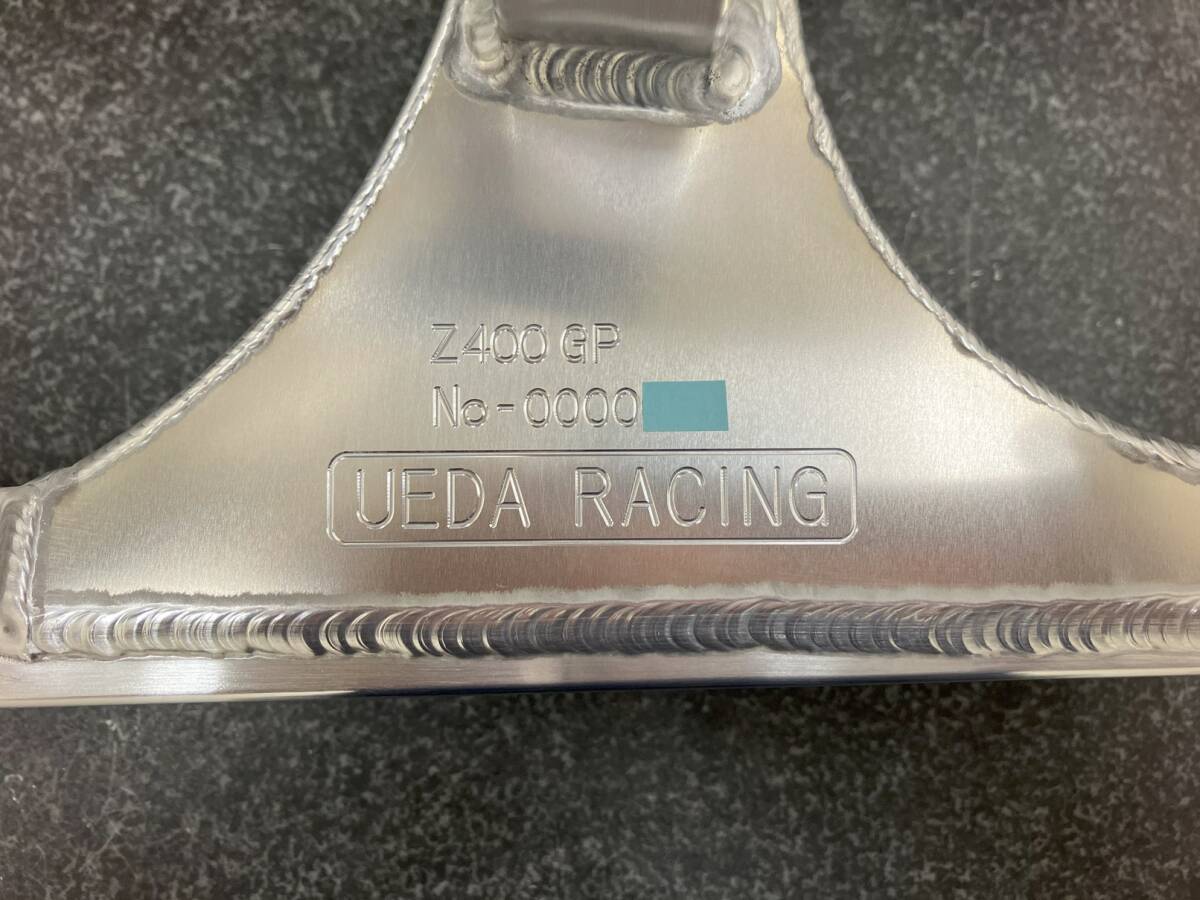 Z400 GP
No-0000
UEDA RACING